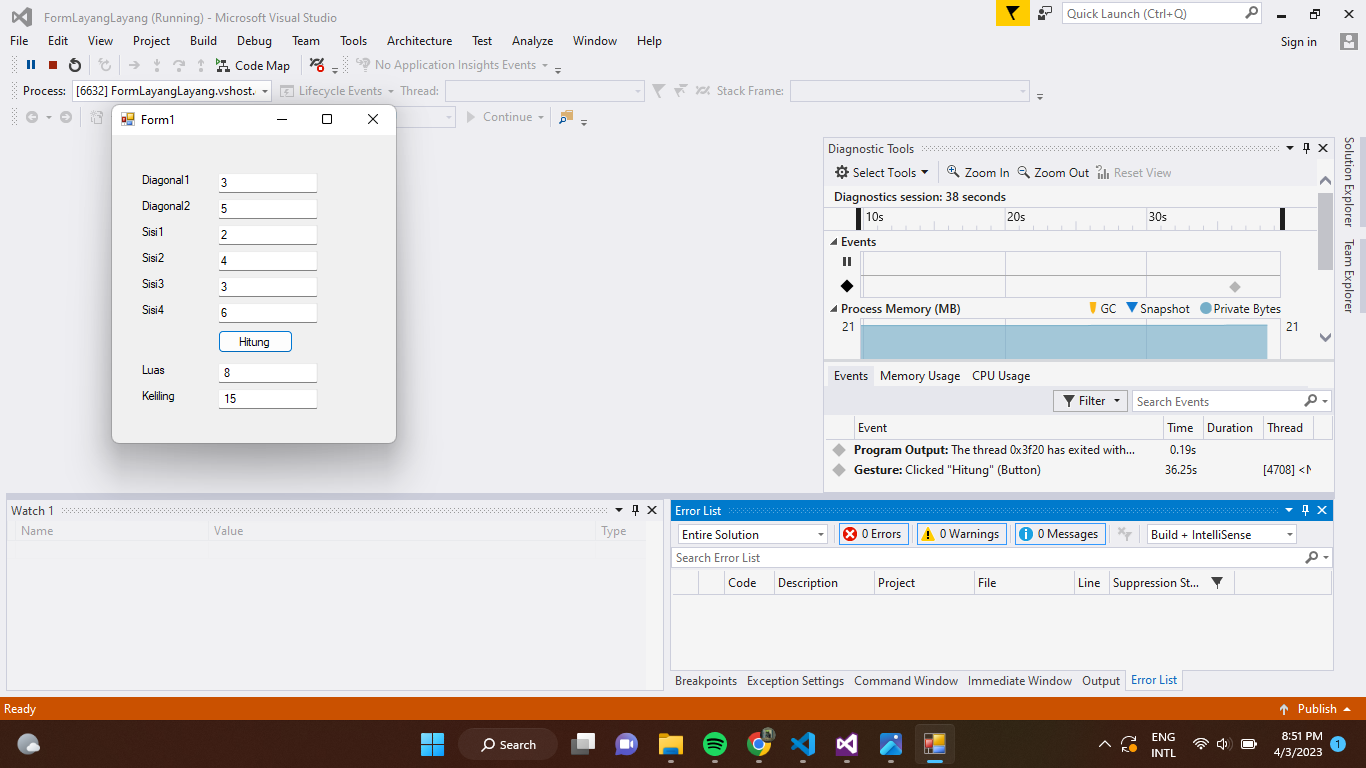 FormLayangLayang (Running) - Microsoft Visual Studio
Quick Launch (Ctrl+Q)
File Edit View Project Build Debug Team Tools Architecture Test Analyze Window Help
Sign in
Code Map
No Application Insights Events
Process: [6632] FormLayangLayang.vshost.
Lifecycle Events
Thread:
Stack Frame:
Continue
Form1
Diagonal1 3
Diagonal2 5
Sisi1 2
Sisi2 4
Sisi3 3
Sisi4 6
Hitung
Luas 8
Keliling 15
Diagnostic Tools
Select Tools Zoom In Zoom Out Reset View
Diagnostics session: 38 seconds
10s 20s 30s
Events
Process Memory (MB) GC Snapshot Private Bytes
21 21
Events Memory Usage CPU Usage
Filter Search Events
Event Time Duration Thread
Program Output: The thread 0x3f20 has exited with... 0.19s
Gesture: Clicked "Hitung" (Button) 36.25s [4708] <N
Solution Explorer
Team Explorer
Watch 1
Name Value Type
Error List
Entire Solution 0 Errors 0 Warnings 0 Messages Build + IntelliSense
Search Error List
Code Description Project File Line Suppression St...
Breakpoints Exception Settings Command Window Immediate Window Output Error List
Ready
Publish
Search
ENG
INTL
8:51 PM
4/3/2023
1